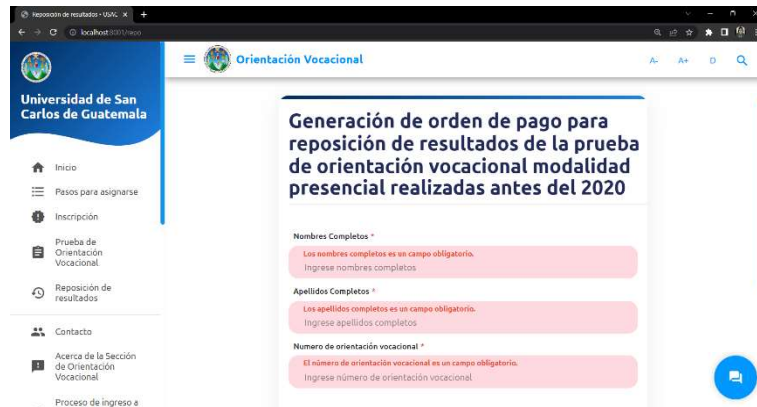 Reposición de resultados - USAC
localhost:8001/repo
Orientación Vocacional
A- A+ O
Universidad de San
Carlos de Guatemala
Inicio
Pasos para asignarse
Inscripción
Prueba de
Orientación
Vocacional
Reposición de
resultados
Contacto
Acerca de la Sección
de Orientación
Vocacional
Proceso de ingreso a
Generación de orden de pago para
reposición de resultados de la prueba
de orientación vocacional modalidad
presencial realizadas antes del 2020
Nombres Completos *
Los nombres completos es un campo obligatorio.
Ingrese nombres completos
Apellidos Completos *
Los apellidos completos es un campo obligatorio.
Ingrese apellidos completos
Numero de orientación vocacional *
El número de orientación vocacional es un campo obligatorio.
Ingrese número de orientación vocacional